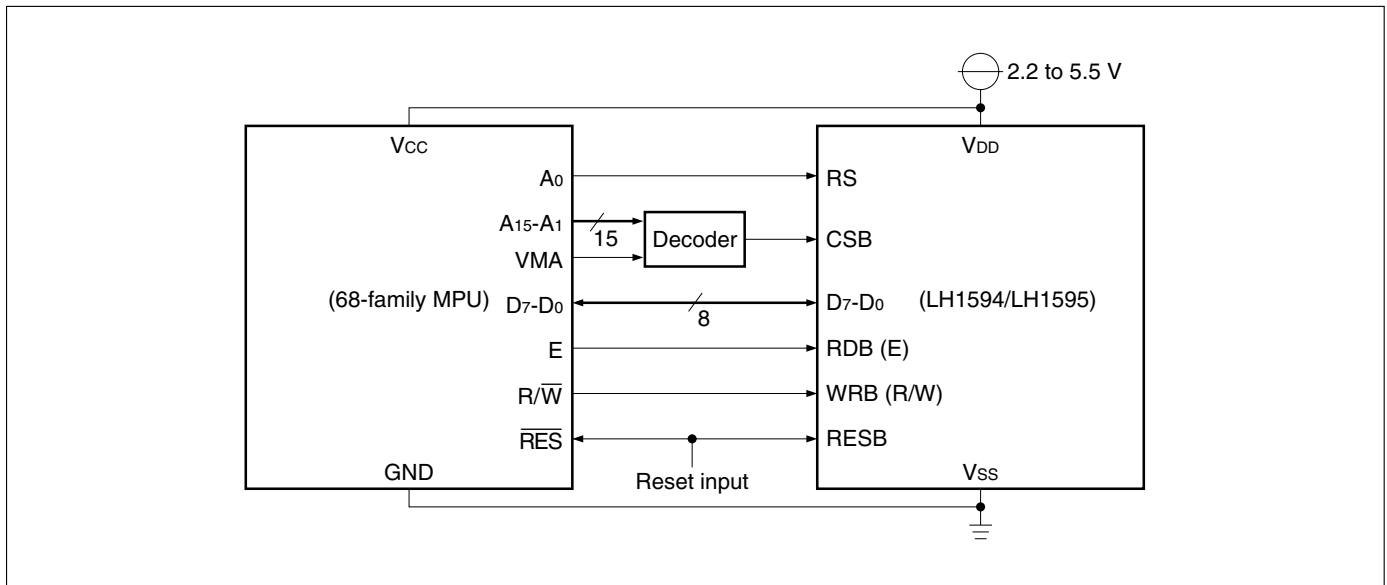 2.2 to 5.5 V
VCC
VDD
A0
RS
A15-A1
15
Decoder
CSB
VMA
(68-family MPU)
D7-D0
8
D7-D0
(LH1594/LH1595)
E
RDB (E)
R/W̅
WRB (R/W)
R̅E̅S̅
RESB
Reset input
GND
VSS